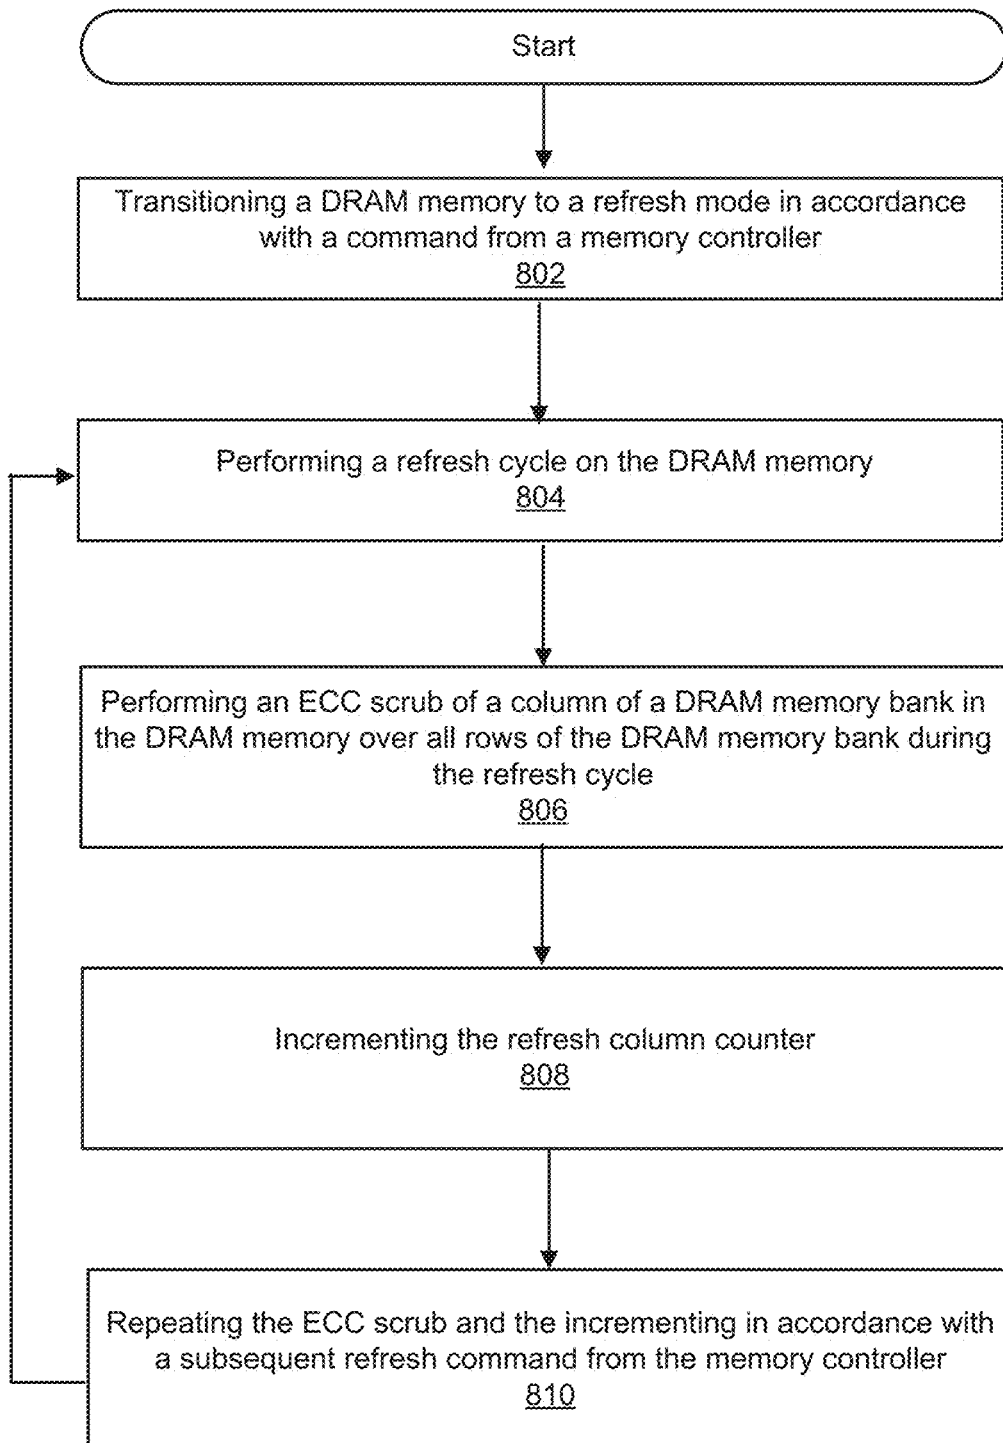 Start
Transitioning a DRAM memory to a refresh mode in accordance
with a command from a memory controller
802
Performing a refresh cycle on the DRAM memory
804
Performing an ECC scrub of a column of a DRAM memory bank in
the DRAM memory over all rows of the DRAM memory bank during
the refresh cycle
806
Incrementing the refresh column counter
808
Repeating the ECC scrub and the incrementing in accordance with
a subsequent refresh command from the memory controller
810